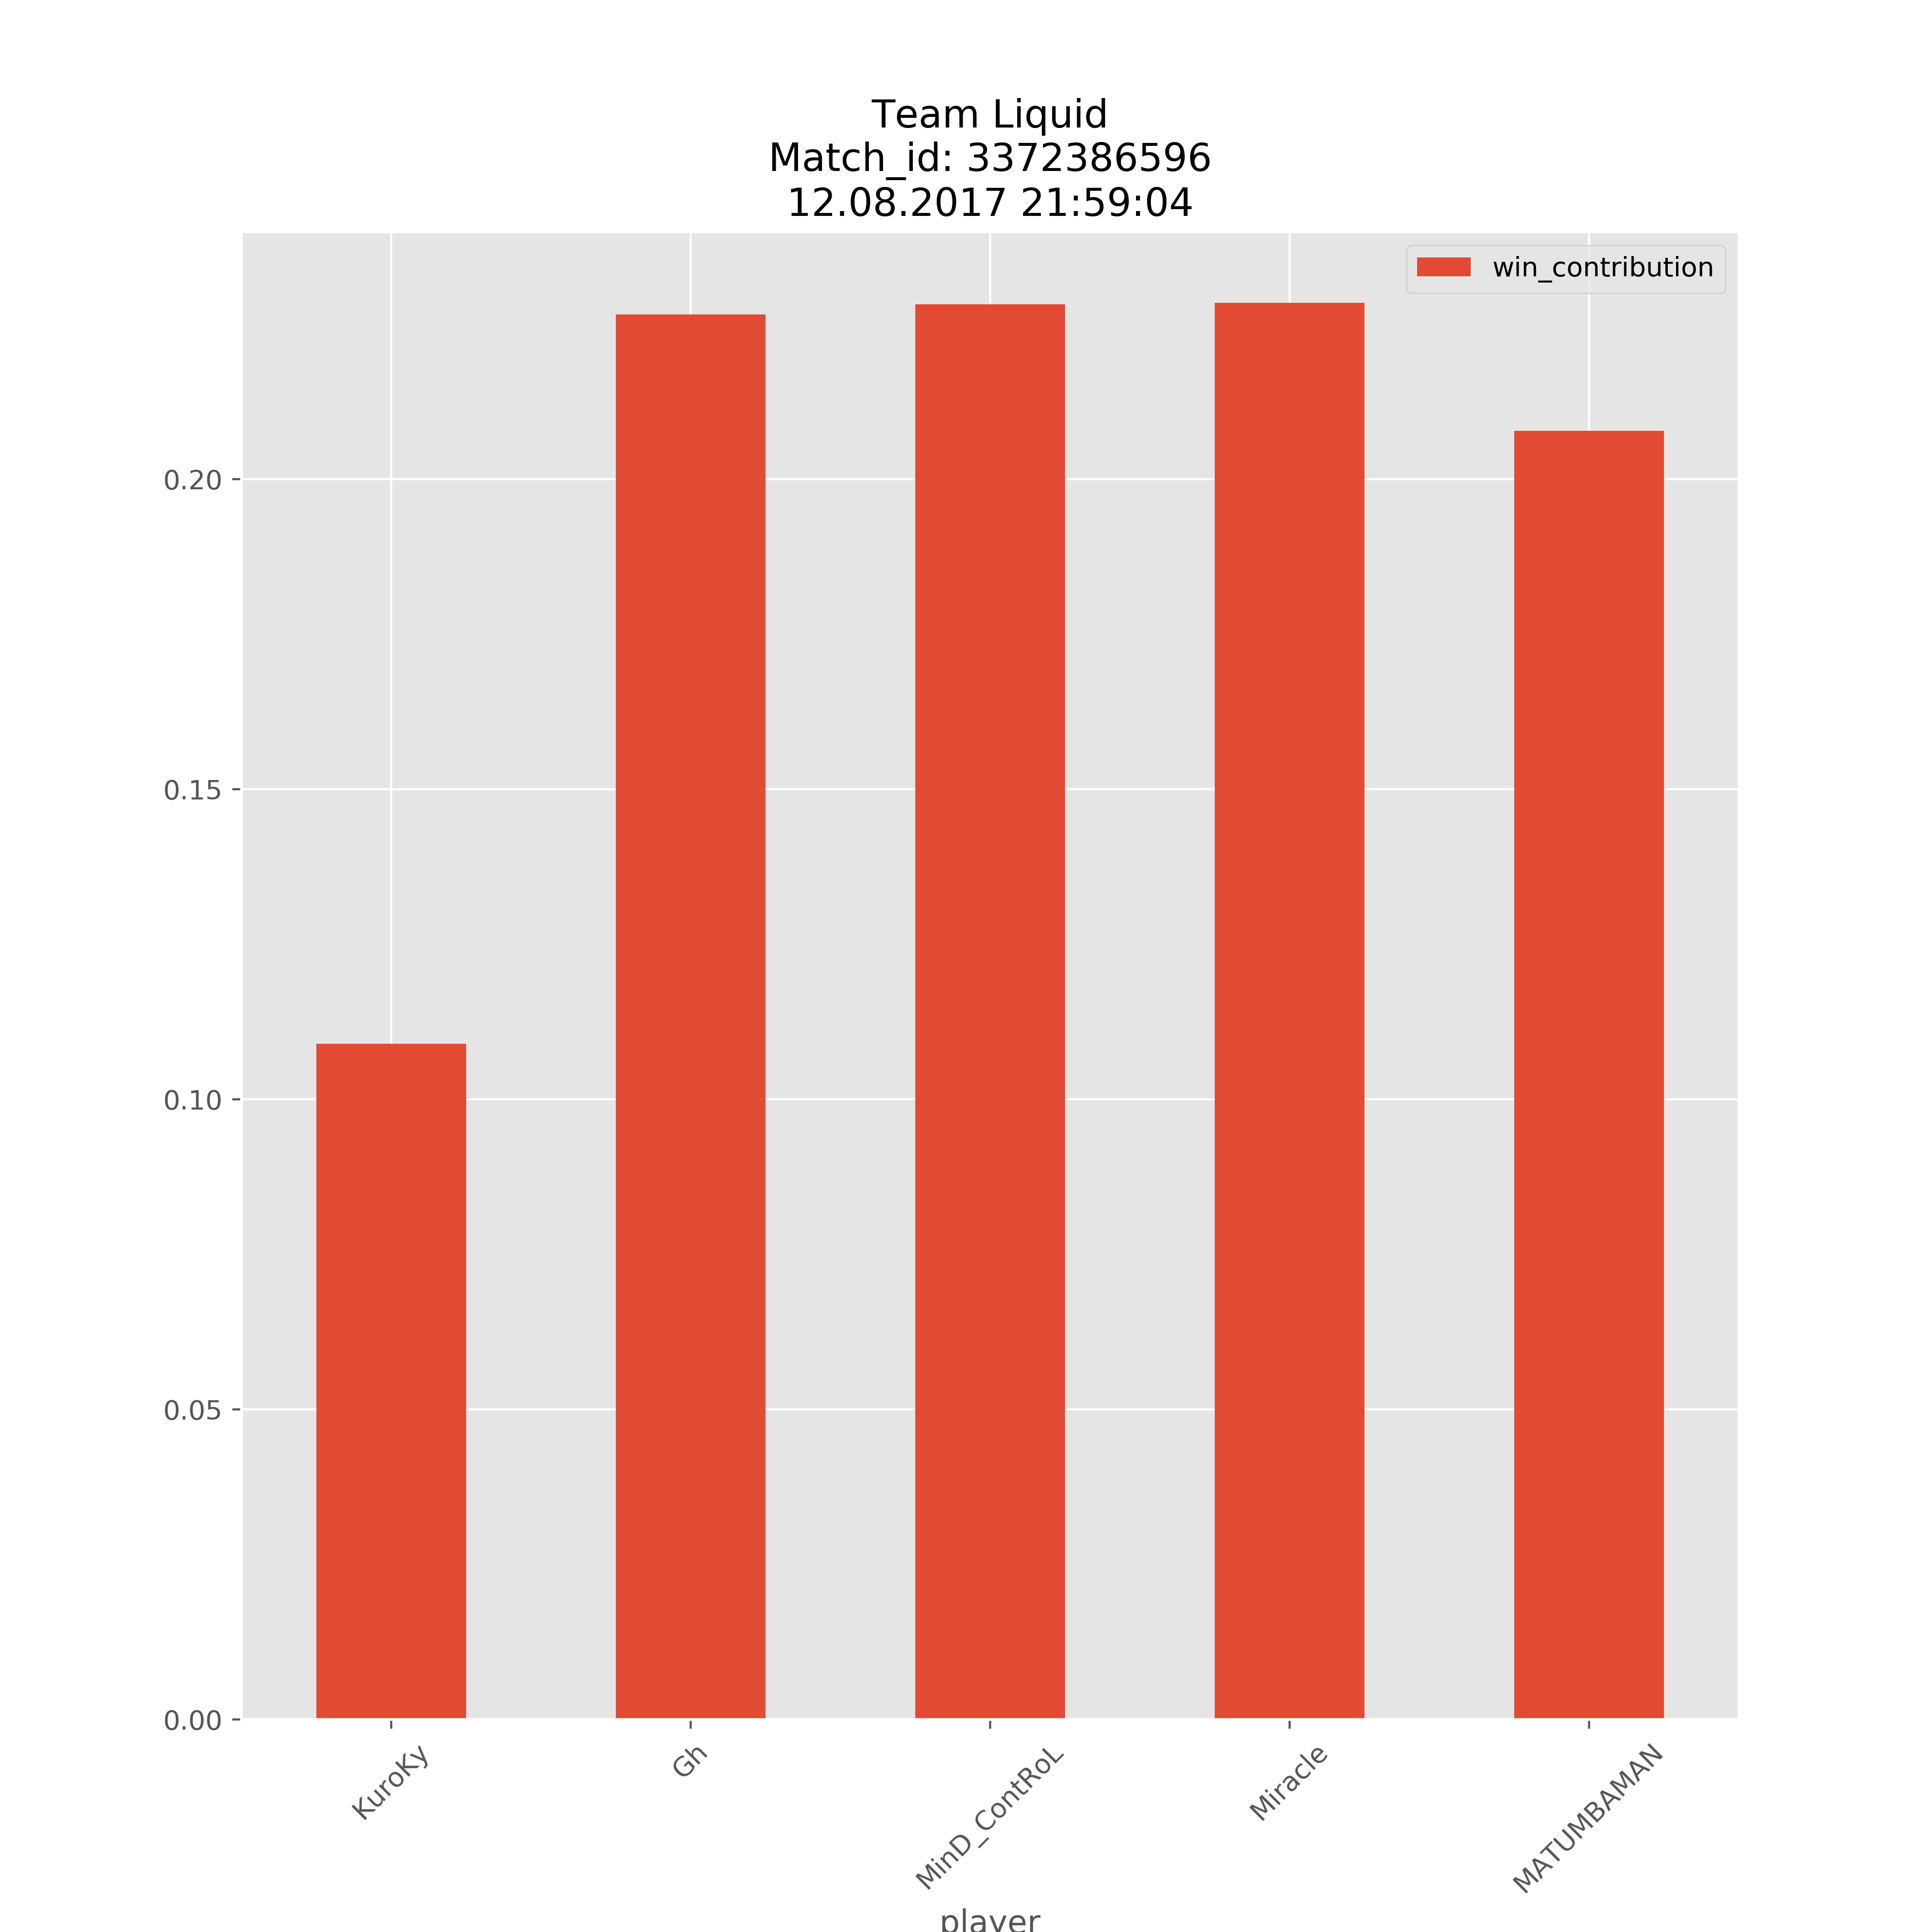 Team Liquid
Match_id: 3372386596
12.08.2017 21:59:04
win_contribution
0.20
0.15
0.10
0.05
0.00
KuroKy
Gh
MinD_ContRoL
Miracle
MATUMBAMAN
player